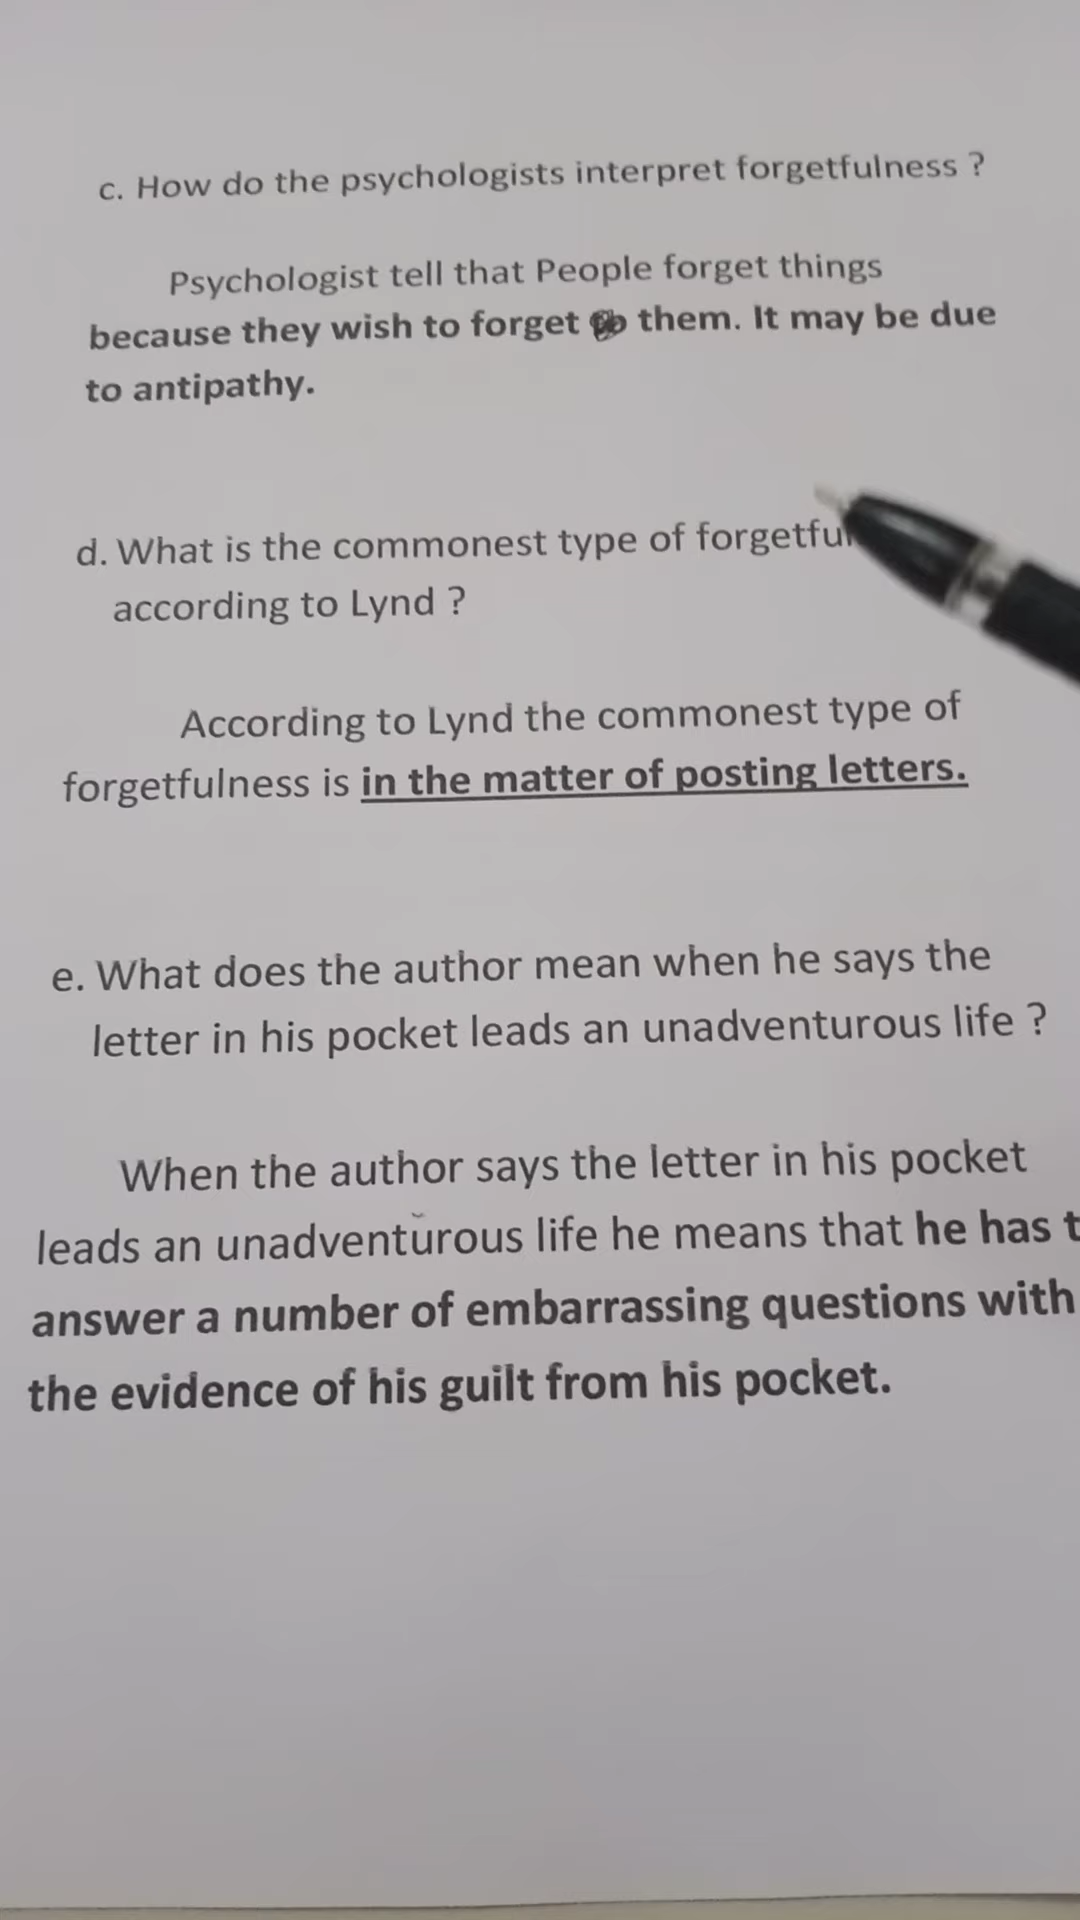 c. How do the psychologists interpret forgetfulness ?
Psychologist tell that People forget things
because they wish to forget them. It may be due
to antipathy.
d. What is the commonest type of
according to Lynd ?
According to Lynd the commonest type of
forgetfulness is in the matter of posting letters.
e. What does the author mean when he says the
letter in his pocket leads an unadventurous life ?
When the author says the letter in his pocket
leads an unadventurous life he means that he has
answer a number of embarrassing questions with
the evidence of his guilt from his pocket.